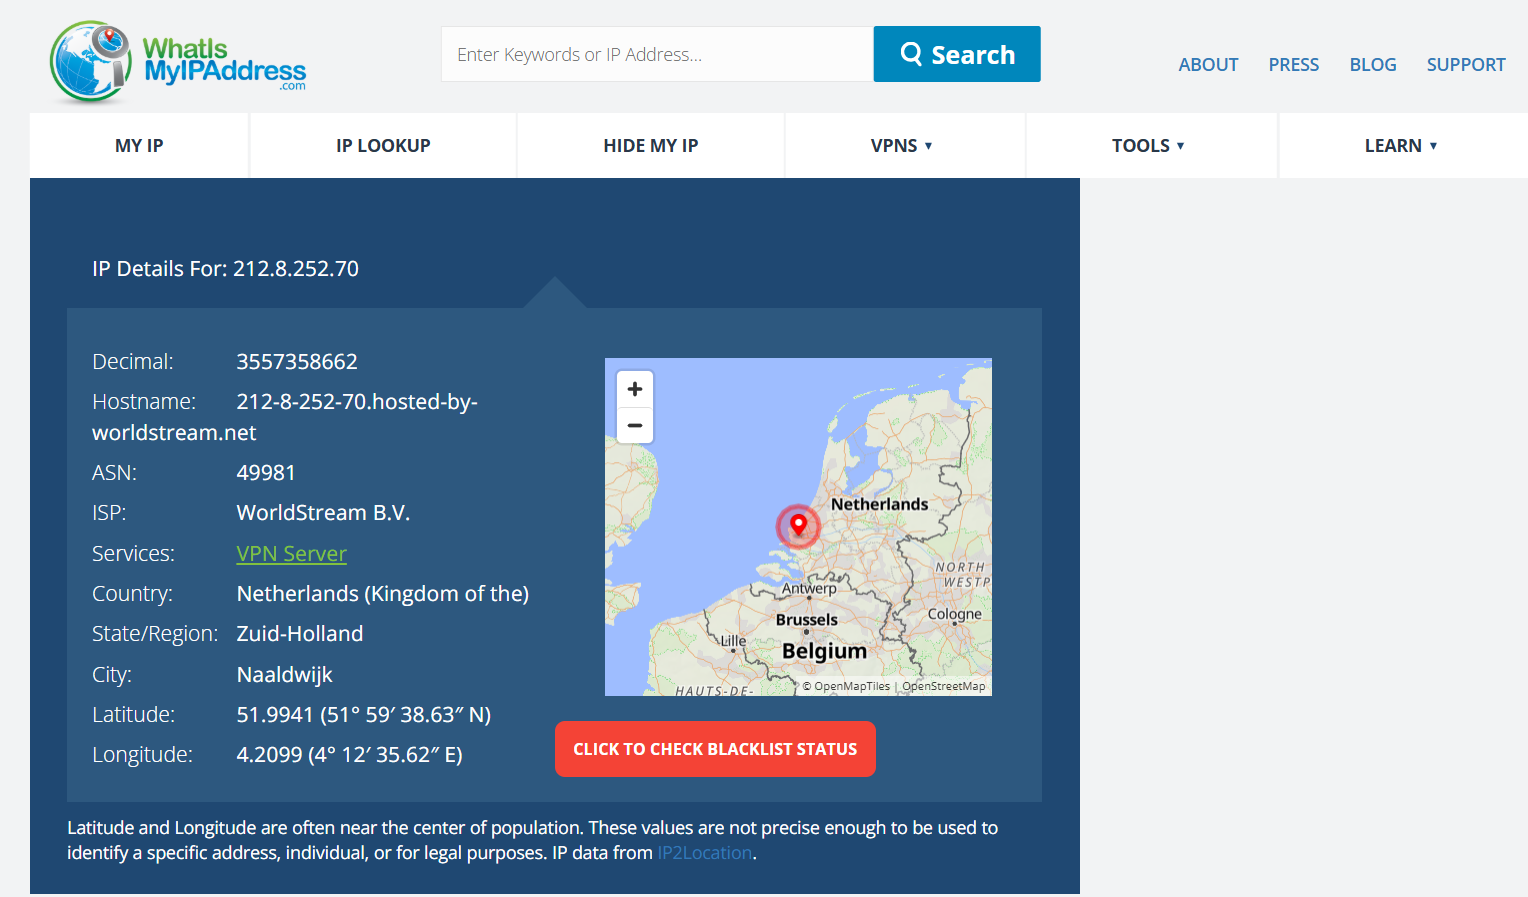 WhatIs
MyIPAddress
.com
Enter Keywords or IP Address...
Search
ABOUT
PRESS
BLOG
SUPPORT
MY IP
IP LOOKUP
HIDE MY IP
VPNS ▼
TOOLS ▼
LEARN ▼
IP Details For: 212.8.252.70
Decimal: 3557358662
Hostname: 212-8-252-70.hosted-by-
worldstream.net
ASN: 49981
ISP: WorldStream B.V.
Services: VPN Server
Country: Netherlands (Kingdom of the)
State/Region: Zuid-Holland
City: Naaldwijk
Latitude: 51.9941 (51° 59′ 38.63″ N)
Longitude: 4.2099 (4° 12′ 35.62″ E)
+
−
Netherlands
NORTH
WESTP
Antwerp
Cologne
Brussels
Lille
Belgium
HAUTS-DE-
© OpenMapTiles | OpenStreetMap
CLICK TO CHECK BLACKLIST STATUS
Latitude and Longitude are often near the center of population. These values are not precise enough to be used to
identify a specific address, individual, or for legal purposes. IP data from IP2Location.